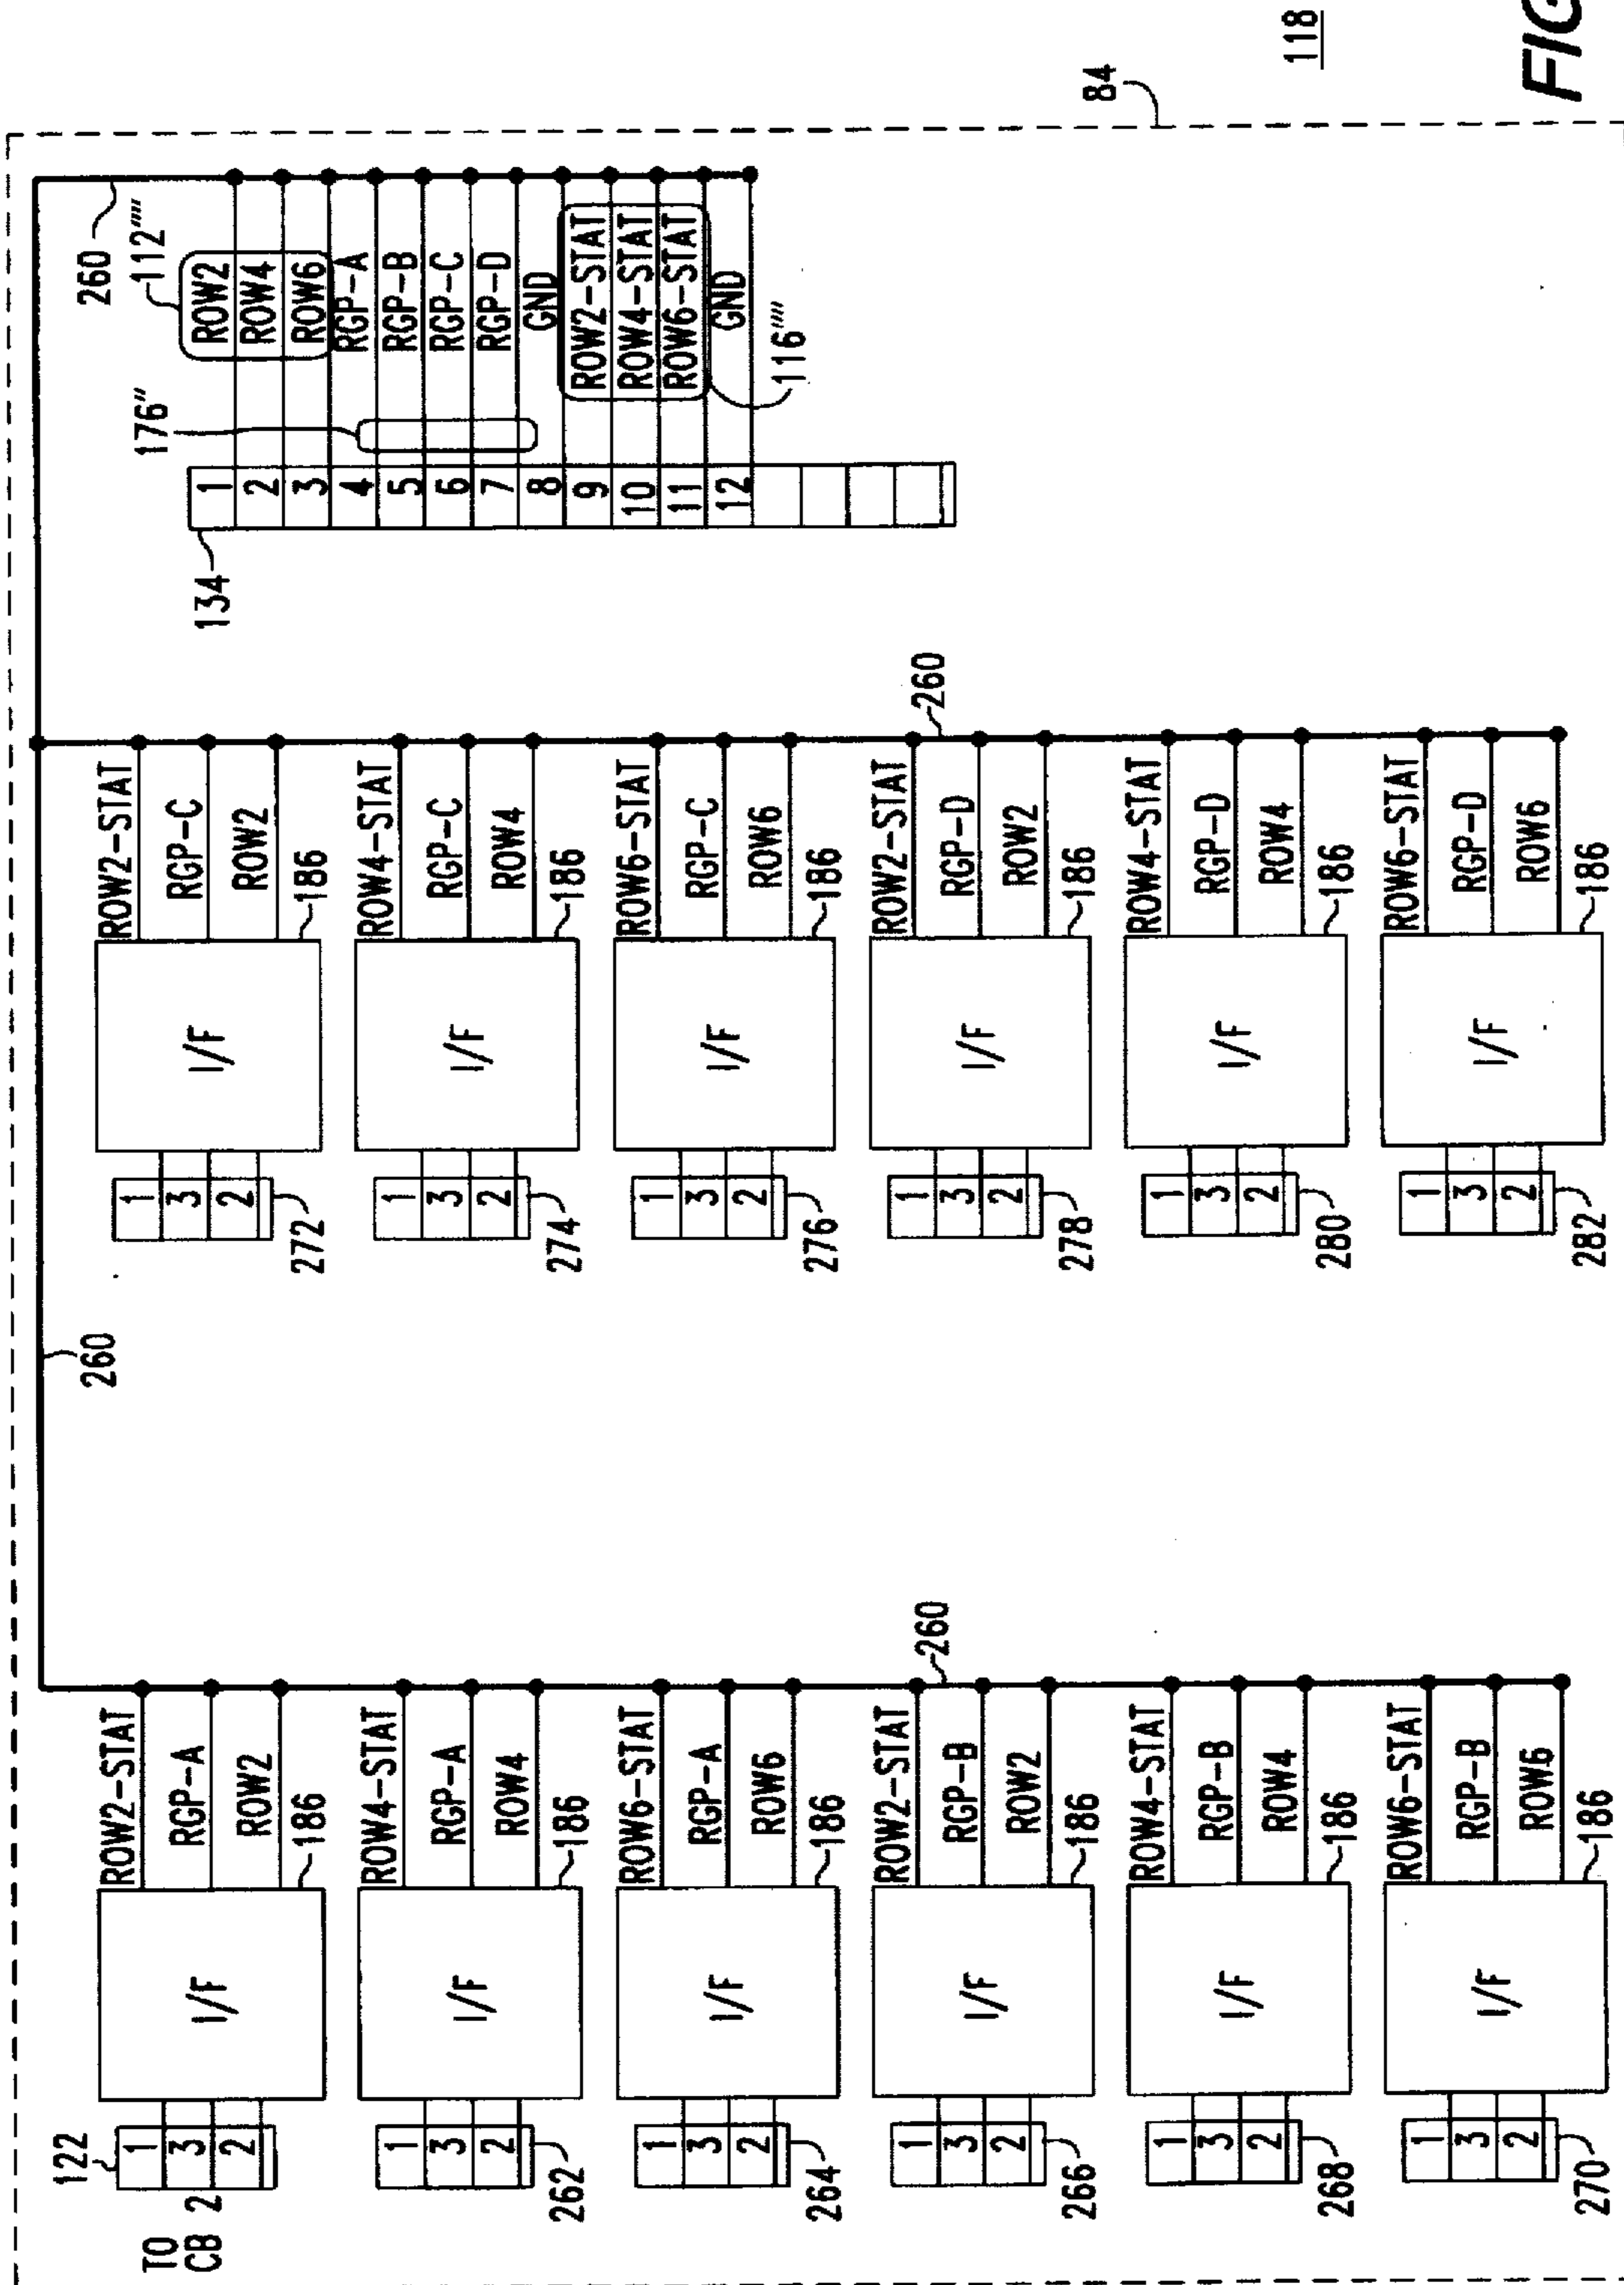 TO
CB 2
122
1
3
2
I/F
ROW2-STAT
RGP-A
ROW2
186
262
1
3
2
I/F
ROW4-STAT
RGP-A
ROW4
186
264
1
3
2
I/F
ROW6-STAT
RGP-A
ROW6
186
266
1
3
2
I/F
ROW2-STAT
RGP-B
ROW2
186
268
1
3
2
I/F
ROW4-STAT
RGP-B
ROW4
186
270
1
3
2
I/F
ROW6-STAT
RGP-B
ROW6
186
260
260
272
1
3
2
I/F
ROW2-STAT
RGP-C
ROW2
186
274
1
3
2
I/F
ROW4-STAT
RGP-C
ROW4
186
276
1
3
2
I/F
ROW6-STAT
RGP-C
ROW6
186
278
1
3
2
I/F
ROW2-STAT
RGP-D
ROW2
186
280
1
3
2
I/F
ROW4-STAT
RGP-D
ROW4
186
282
1
3
2
I/F
ROW6-STAT
RGP-D
ROW6
186
260
134
176"
260
112""
1 ROW2
2 ROW4
3 ROW6
4 RGP-A
5 RGP-B
6 RGP-C
7 RGP-D
8 GND
9 ROW2-STAT
10 ROW4-STAT
11 ROW6-STAT
12 GND
116""
84
118